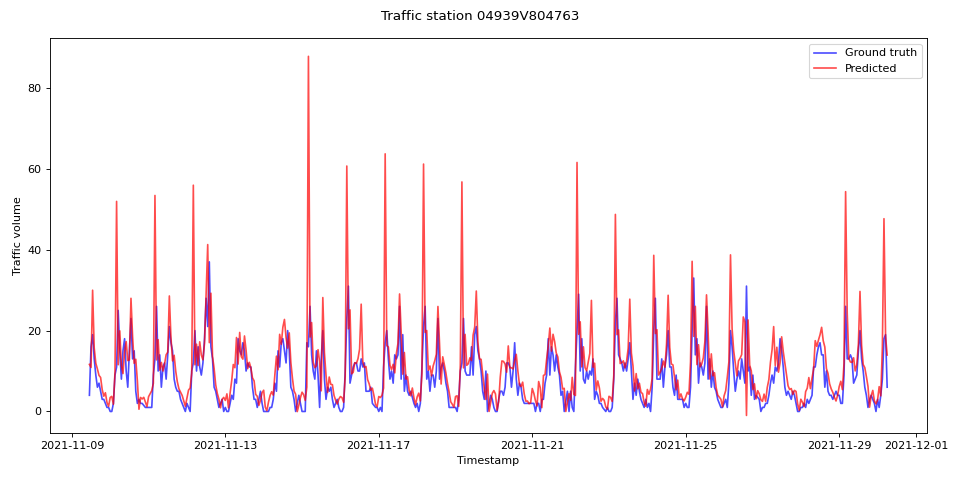 Traffic station 04939V804763
Ground truth
Predicted
Traffic volume
80
60
40
20
0
2021-11-09
2021-11-13
2021-11-17
2021-11-21
2021-11-25
2021-11-29
2021-12-01
Timestamp